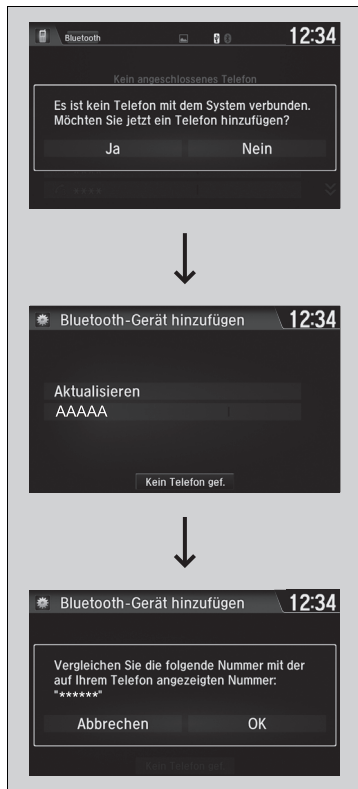 Bluetooth
0
12:34
Kein angeschlossenes Telefon
Es ist kein Telefon mit dem System verbunden.
Möchten Sie jetzt ein Telefon hinzufügen?
Ja Nein
Bluetooth-Gerät hinzufügen 12:34
Aktualisieren
AAAAA
Kein Telefon gef.
Bluetooth-Gerät hinzufügen 12:34
Vergleichen Sie die folgende Nummer mit der
auf Ihrem Telefon angezeigten Nummer:
"******"
Abbrechen OK
Kein Telefon gef.